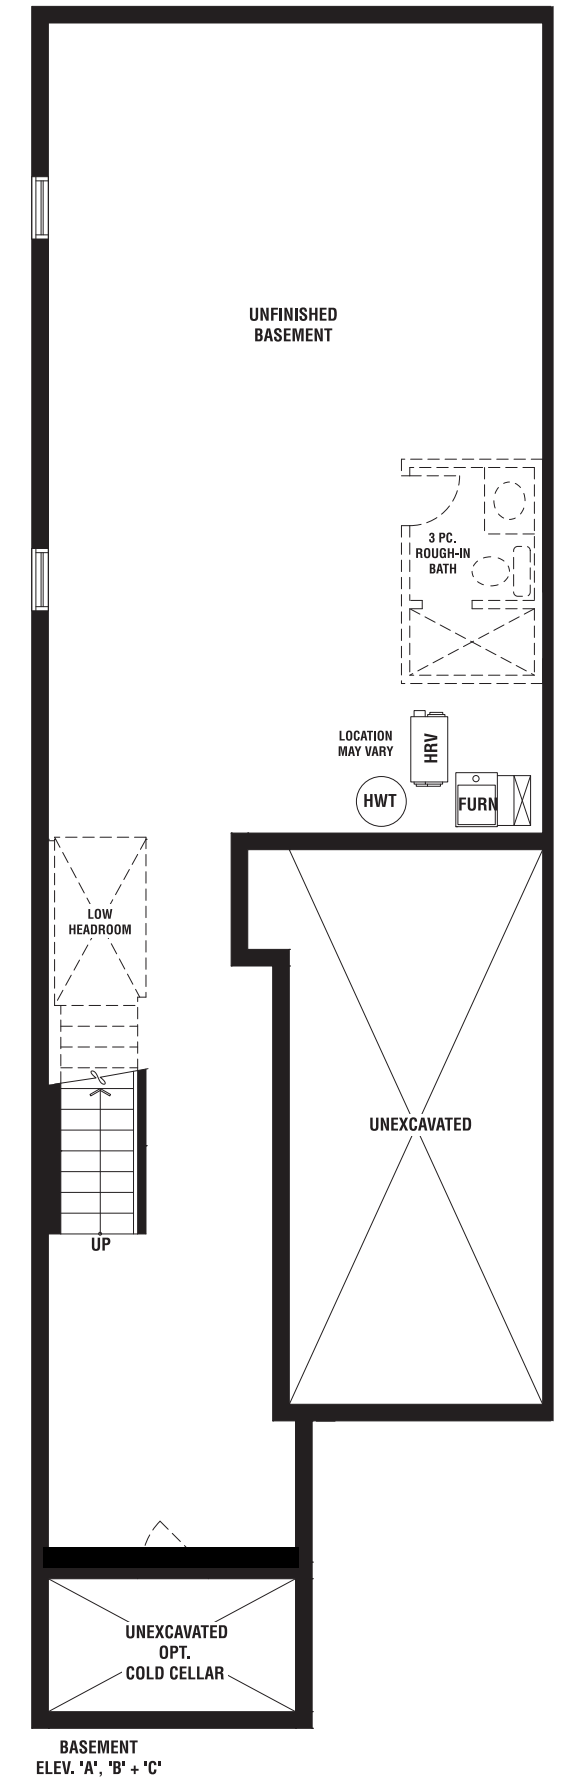 UNFINISHED
BASEMENT
3 PC.
ROUGH-IN
BATH
LOCATION
MAY VARY
HRV
HWT
FURN
LOW
HEADROOM
UNEXCAVATED
UP
UNEXCAVATED
OPT.
COLD CELLAR
BASEMENT
ELEV. 'A', 'B' + 'C'